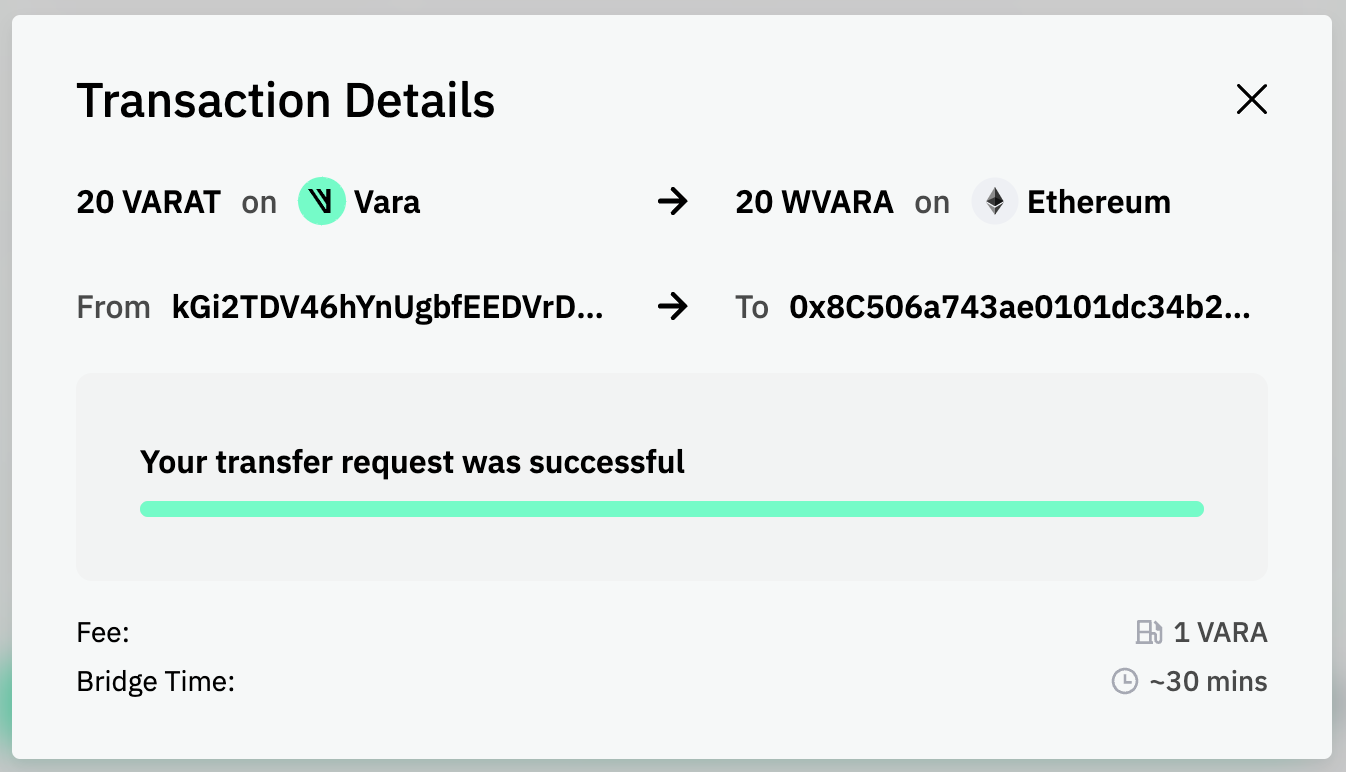 Transaction Details
20 VARAT on Vara → 20 WVARA on Ethereum
From kGi2TDV46hYnUgbfEEDVrD... → To 0x8C506a743ae0101dc34b2...
Your transfer request was successful
Fee: 1 VARA
Bridge Time: ~30 mins